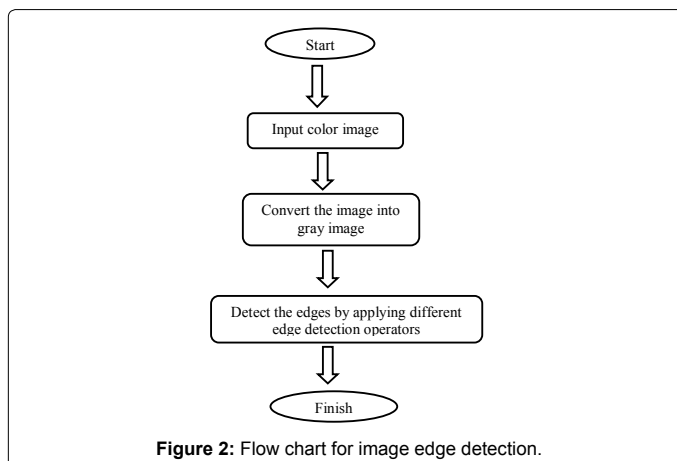 Start
Input color image
Convert the image into
gray image
Detect the edges by applying different
edge detection operators
Finish
Figure 2: Flow chart for image edge detection.